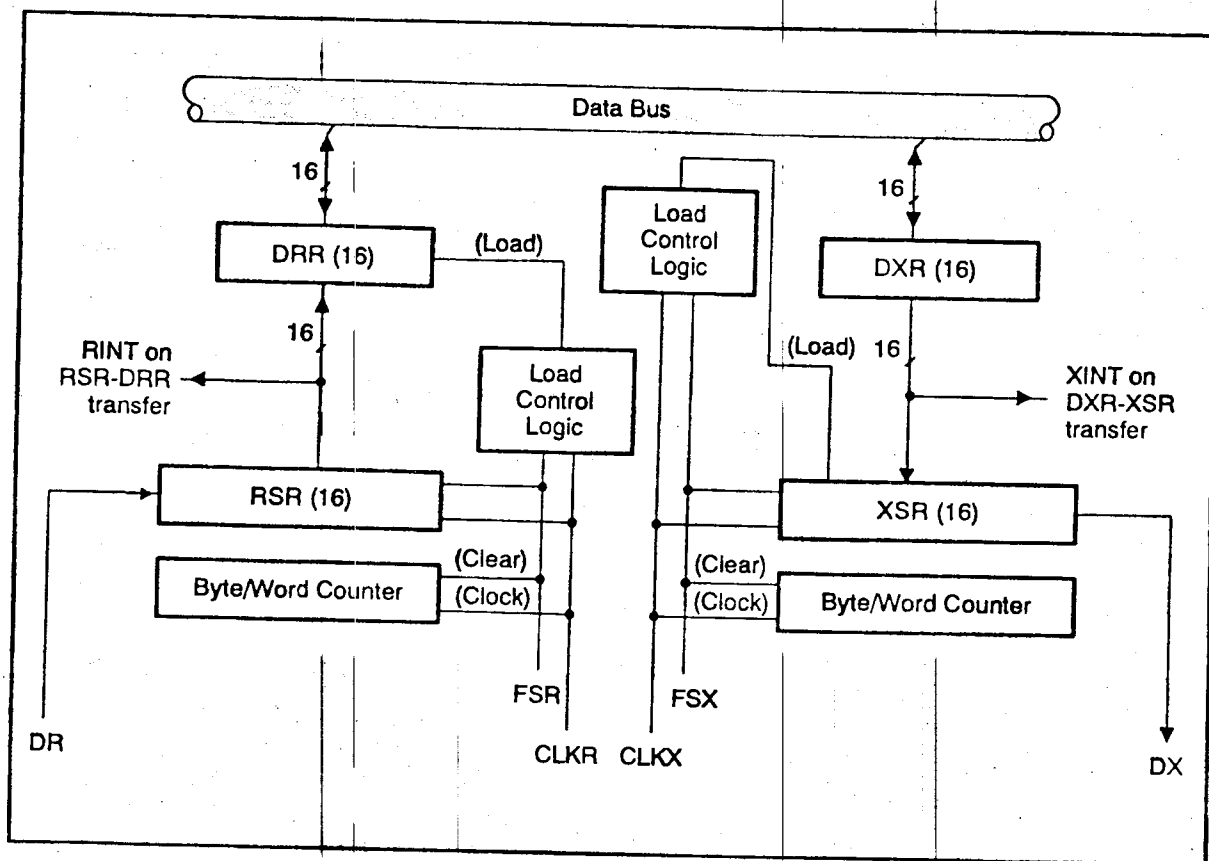 Data Bus
16
16
DRR (16)
(Load)
Load
Control
Logic
DXR (16)
16
RINT on
RSR-DRR
transfer
Load
Control
Logic
(Load)
16
XINT on
DXR-XSR
transfer
RSR (16)
XSR (16)
Byte/Word Counter
(Clear)
(Clock)
(Clear)
(Clock)
Byte/Word Counter
FSR
FSX
DR
CLKR
CLKX
DX